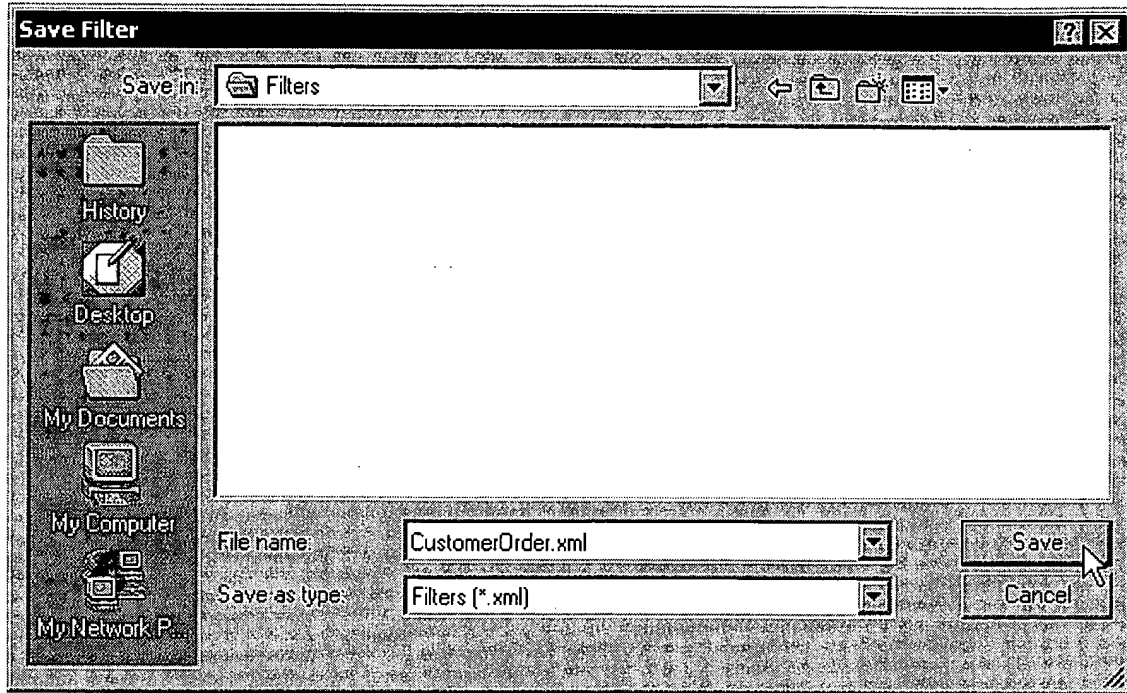 Save Filter
Save in: Filters
History
Desktop
My Documents
My Computer
My Network P...
File name: CustomerOrder.xml Save
Save as type: Filters (*.xml) Cancel